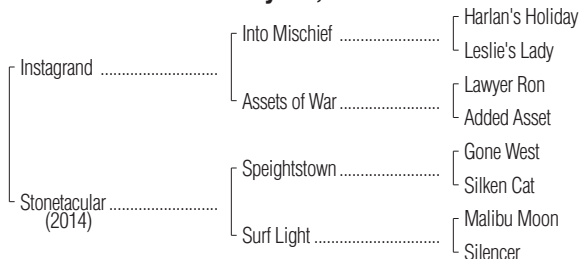 Harlan's Holiday
Into Mischief
Leslie's Lady
Instagrand
Lawyer Ron
Assets of War
Added Asset
Gone West
Speightstown
Silken Cat
Stonetacular
(2014)
Malibu Moon
Surf Light
Silencer